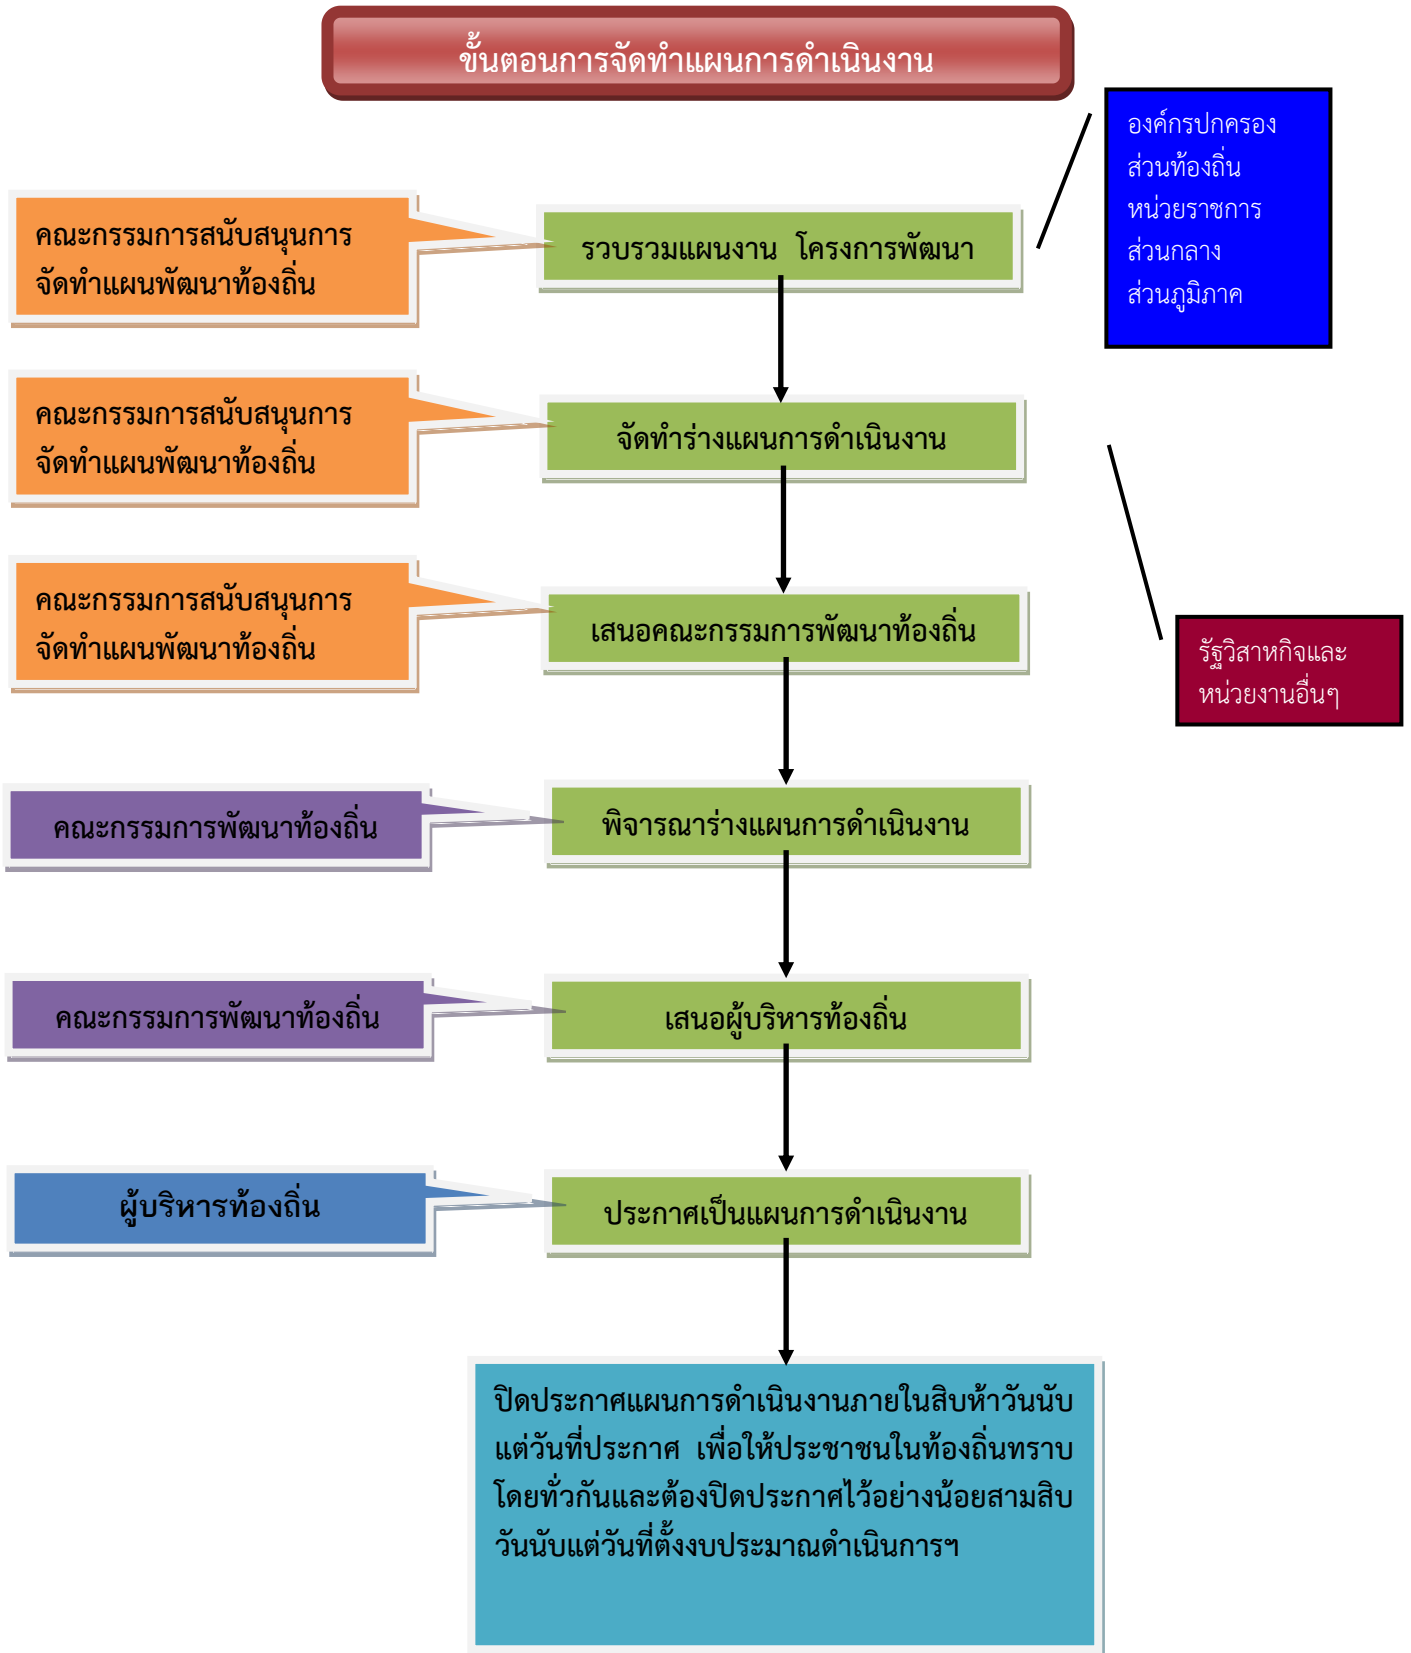 ขั้นตอนการจัดทำแผนการดำเนินงาน
องค์กรปกครอง
ส่วนท้องถิ่น
หน่วยราชการ
ส่วนกลาง
ส่วนภูมิภาค
คณะกรรมการสนับสนุนการ
จัดทำแผนพัฒนาท้องถิ่น
รวบรวมแผนงาน โครงการพัฒนา
คณะกรรมการสนับสนุนการ
จัดทำแผนพัฒนาท้องถิ่น
จัดทำร่างแผนการดำเนินงาน
คณะกรรมการสนับสนุนการ
จัดทำแผนพัฒนาท้องถิ่น
เสนอคณะกรรมการพัฒนาท้องถิ่น
รัฐวิสาหกิจและ
หน่วยงานอื่นๆ
คณะกรรมการพัฒนาท้องถิ่น
พิจารณาร่างแผนการดำเนินงาน
คณะกรรมการพัฒนาท้องถิ่น
เสนอผู้บริหารท้องถิ่น
ผู้บริหารท้องถิ่น
ประกาศเป็นแผนการดำเนินงาน
ปิดประกาศแผนการดำเนินงานภายในสิบห้าวันนับ
แต่วันที่ประกาศ เพื่อให้ประชาชนในท้องถิ่นทราบ
โดยทั่วกันและต้องปิดประกาศไว้อย่างน้อยสามสิบ
วันนับแต่วันที่ตั้งงบประมาณดำเนินการฯ